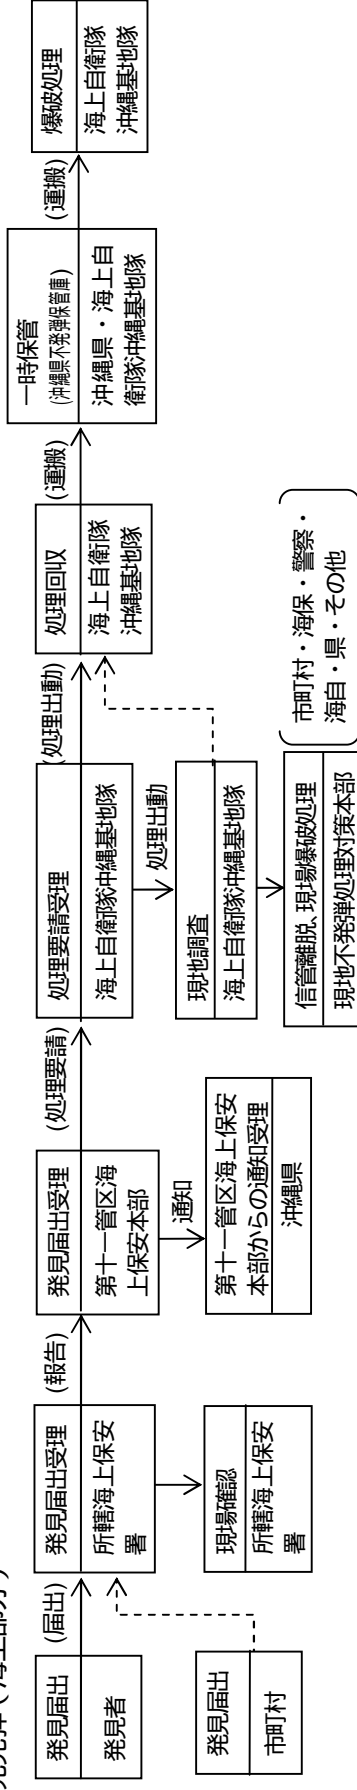 発見届出
発見者
(届出)
発見届出
市町村
発見届出受理
所轄海上保安
署
現場確認
所轄海上保安
署
(報告)
発見届出受理
第十一管区海
上保安本部
通知
第十一管区海上保安
本部からの通知受理
沖縄県
(処理要請)
処理要請受理
海上自衛隊沖縄基地隊
処理出動
現地調査
海上自衛隊沖縄基地隊
信管離脱、現場爆破処理
現地不発弾処理対策本部
市町村・海保・警察・
海自・県・その他
(処理出動)
処理回収
海上自衛隊
沖縄基地隊
(運搬)
一時保管
(沖縄県不発弾保管庫)
沖縄県・海上自
衛隊沖縄基地隊
(運搬)
爆破処理
海上自衛隊
沖縄基地隊